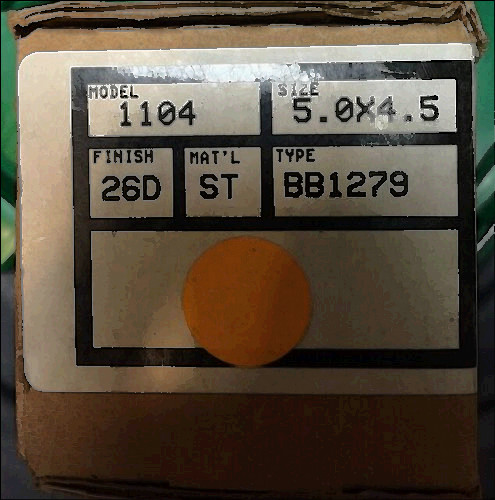 MODEL SIZE
1104 5.0X4.5
FINISH MAT'L TYPE
26D ST BB1279